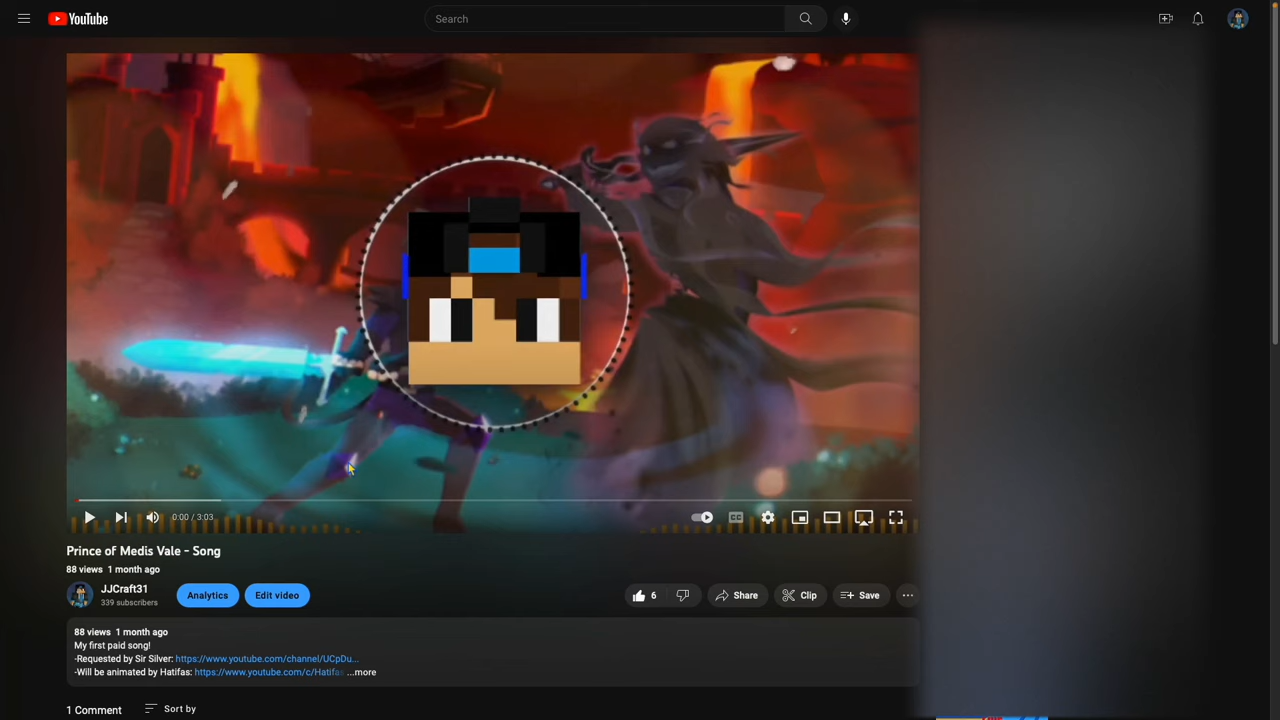 YouTube
Search
0:00 / 3:03
CC
Prince of Medis Vale - Song
88 views 1 month ago
JJCraft31
339 subscribers
Analytics
Edit video
6
Share
Clip
Save
88 views 1 month ago
My first paid song!
-Requested by Sir Silver: https://www.youtube.com/channel/UCpDu...
-Will be animated by Hatifas: https://www.youtube.com/c/Hatifas ...more
1 Comment
Sort by